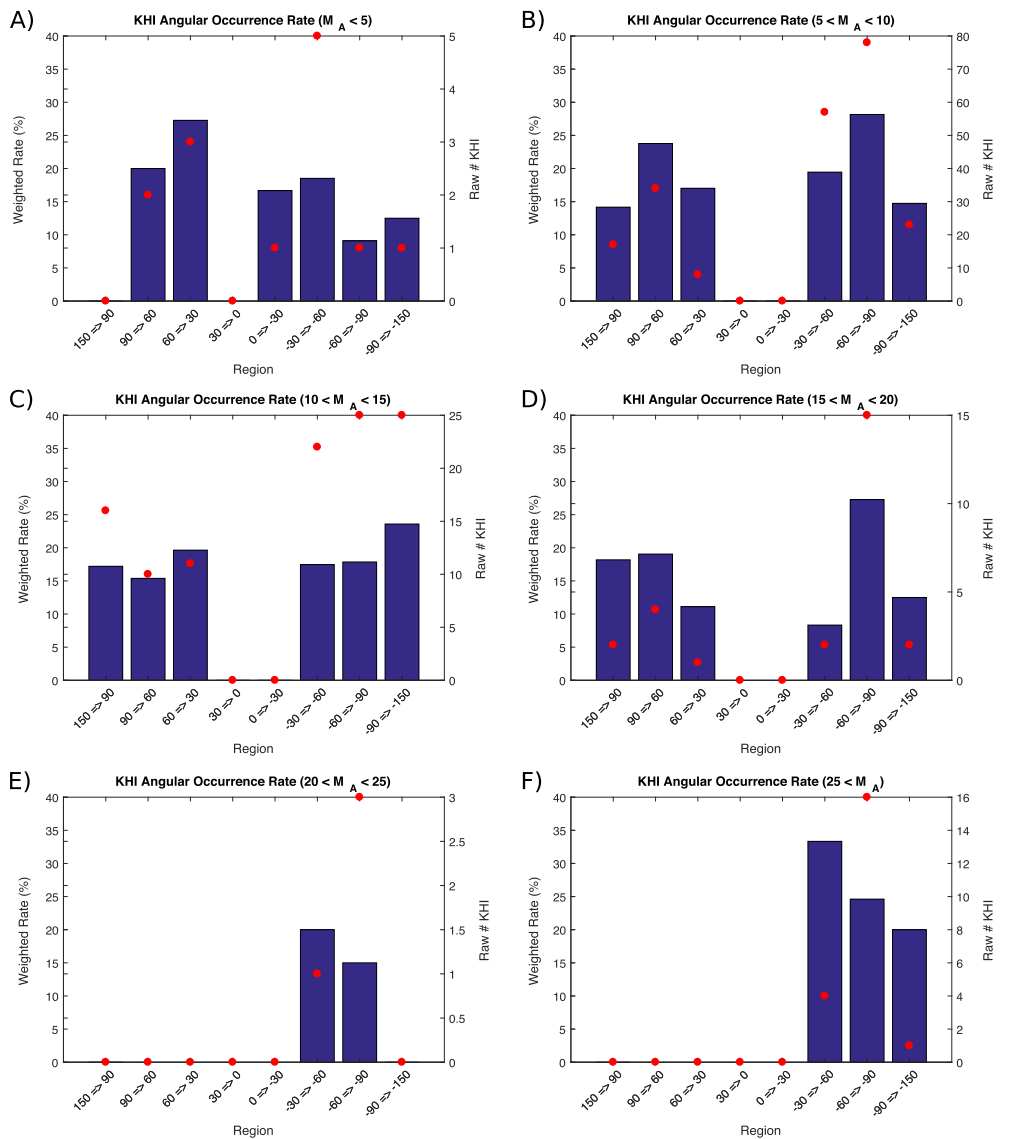 A)
KHI Angular Occurrence Rate (M A < 5)
40
35
30
25
20
15
10
5
0
Weighted Rate (%)
5
4
3
2
1
0
Raw # KHI
150 => 90
90 => 60
60 => 30
30 => 0
0 => -30
-30 => -60
-60 => -90
-90 => -150
Region
B)
KHI Angular Occurrence Rate (5 < M A < 10)
40
35
30
25
20
15
10
5
0
Weighted Rate (%)
80
70
60
50
40
30
20
10
0
Raw # KHI
150 => 90
90 => 60
60 => 30
30 => 0
0 => -30
-30 => -60
-60 => -90
-90 => -150
Region
C)
KHI Angular Occurrence Rate (10 < M A < 15)
40
35
30
25
20
15
10
5
0
Weighted Rate (%)
25
20
15
10
5
0
Raw # KHI
150 => 90
90 => 60
60 => 30
30 => 0
0 => -30
-30 => -60
-60 => -90
-90 => -150
Region
D)
KHI Angular Occurrence Rate (15 < M A < 20)
40
35
30
25
20
15
10
5
0
Weighted Rate (%)
15
10
5
0
Raw # KHI
150 => 90
90 => 60
60 => 30
30 => 0
0 => -30
-30 => -60
-60 => -90
-90 => -150
Region
E)
KHI Angular Occurrence Rate (20 < M A < 25)
40
35
30
25
20
15
10
5
0
Weighted Rate (%)
3
2.5
2
1.5
1
0.5
0
Raw # KHI
150 => 90
90 => 60
60 => 30
30 => 0
0 => -30
-30 => -60
-60 => -90
-90 => -150
Region
F)
KHI Angular Occurrence Rate (25 < M A)
40
35
30
25
20
15
10
5
0
Weighted Rate (%)
16
14
12
10
8
6
4
2
0
Raw # KHI
150 => 90
90 => 60
60 => 30
30 => 0
0 => -30
-30 => -60
-60 => -90
-90 => -150
Region